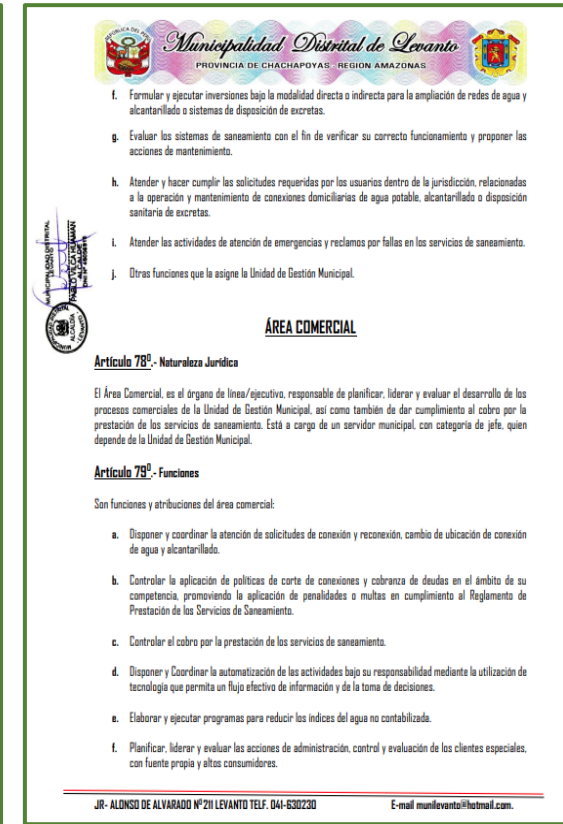 Municipalidad Distrital de Levanto
PROVINCIA DE CHACHAPOYAS - REGION AMAZONAS
f. Formular y ejecutar inversiones bajo la modalidad directa o indirecta para la ampliación de redes de agua y
alcantarillado o sistemas de disposición de excretas.
g. Evaluar los sistemas de saneamiento con el fin de verificar su correcto funcionamiento y proponer las
acciones de mantenimiento.
h. Atender y hacer cumplir las solicitudes requeridas por los usuarios dentro de la jurisdicción, relacionadas
a la operación y mantenimiento de conexiones domiciliarias de agua potable, alcantarillado o disposición
sanitaria de excretas.
i. Atender las actividades de atención de emergencias y reclamos por fallas en los servicios de saneamiento.
j. Otras funciones que la asigne la Unidad de Gestión Municipal.
MUNICIPALIDAD DISTRITAL
LEVANTO
PABLO VILCA HUAMAN
ALCALDE
ÁREA COMERCIAL
Artículo 78⁰.- Naturaleza Jurídica
El Área Comercial, es el órgano de línea/ejecutivo, responsable de planificar, liderar y evaluar el desarrollo de los
procesos comerciales de la Unidad de Gestión Municipal, así como también de dar cumplimiento al cobro por la
prestación de los servicios de saneamiento. Está a cargo de un servidor municipal, con categoría de jefe, quien
depende de la Unidad de Gestión Municipal.
Artículo 79⁰.- Funciones
Son funciones y atribuciones del área comercial:
a. Disponer y coordinar la atención de solicitudes de conexión y reconexión, cambio de ubicación de conexión
de agua y alcantarillado.
b. Controlar la aplicación de políticas de corte de conexiones y cobranza de deudas en el ámbito de su
competencia, promoviendo la aplicación de penalidades o multas en cumplimiento al Reglamento de
Prestación de los Servicios de Saneamiento.
c. Controlar el cobro por la prestación de los servicios de saneamiento.
d. Disponer y Coordinar la automatización de las actividades bajo su responsabilidad mediante la utilización de
tecnología que permita un flujo efectivo de información y de la toma de decisiones.
e. Elaborar y ejecutar programas para reducir los índices del agua no contabilizada.
f. Planificar, liderar y evaluar las acciones de administración, control y evaluación de los clientes especiales,
con fuente propia y altos consumidores.
JR- ALONSO DE ALVARADO Nº 211 LEVANTO TELF. 041-630230 E-mail munilevanto@hotmail.com.